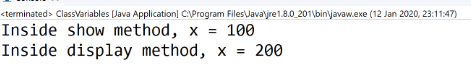 <terminated> ClassVariables [Java Application] C:\Program Files\Java\jre1.8.0_201\bin\javaw.exe (12 Jan 2020, 23:11:47)
Inside show method, x = 100
Inside display method, x = 200